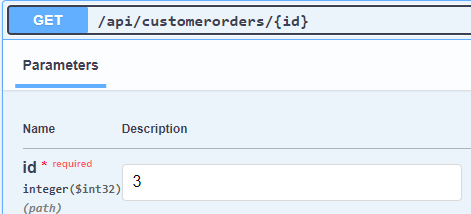 GET /api/customerorders/{id}
Parameters
Name Description
id * required 3
integer($int32)
(path)